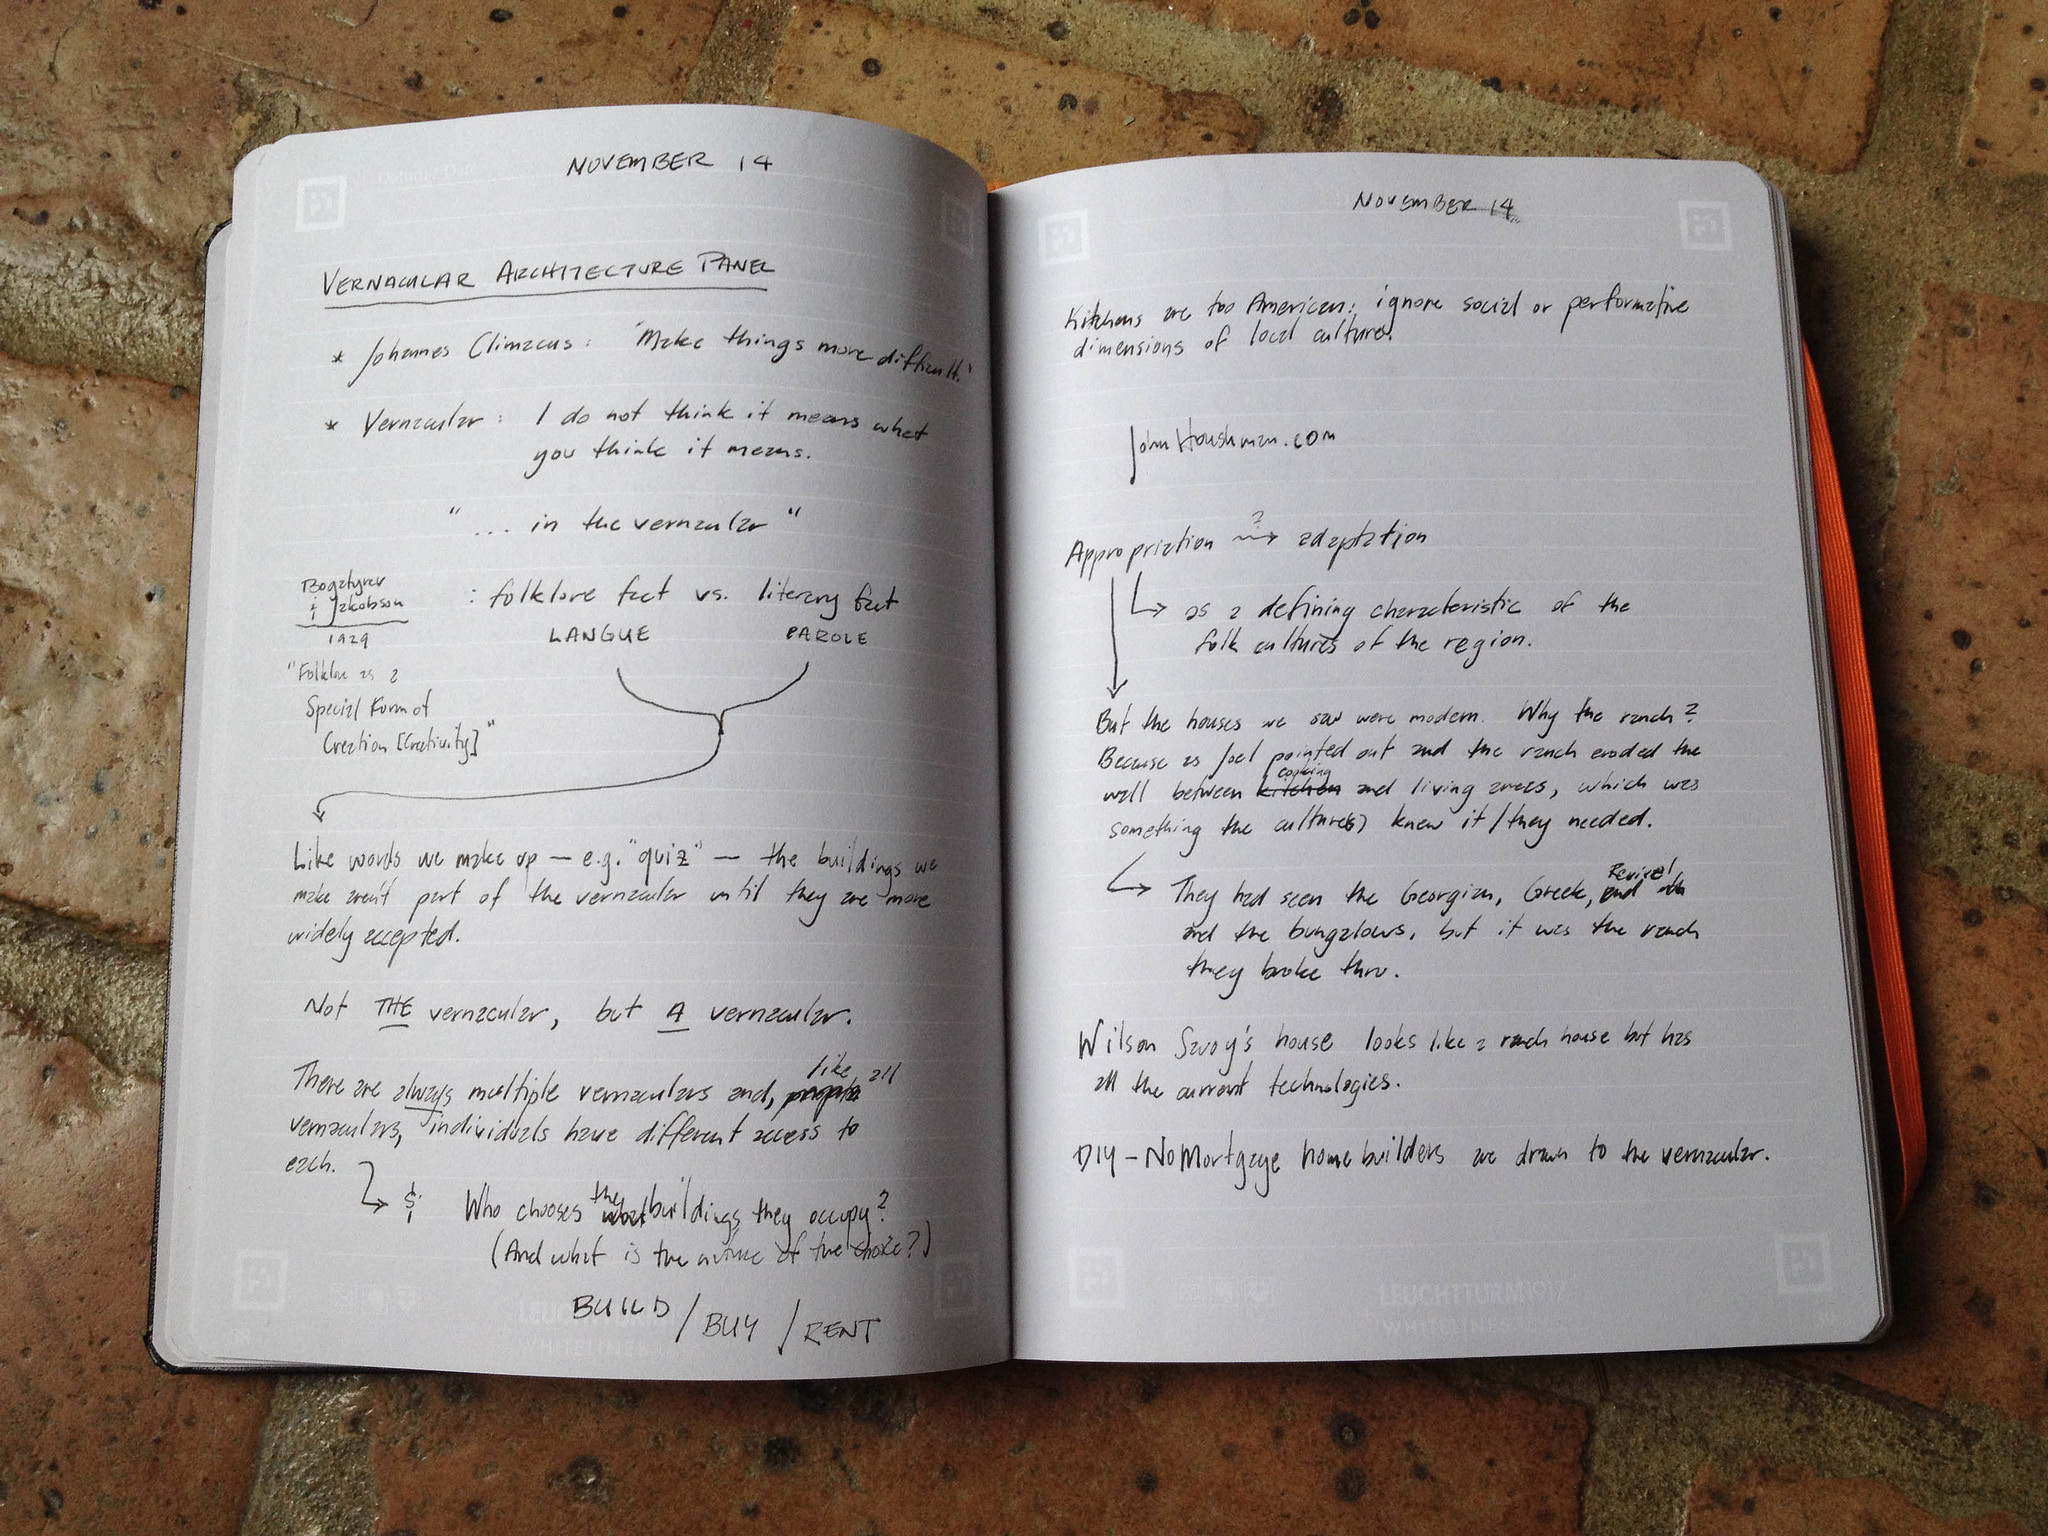 NOVEMBER 14
VERNACULAR ARCHITECTURE PANEL
* Johannes Climacus: "Make things more difficult."
* Vernacular: I do not think it means what
you think it means.
"... in the vernacular"
Bogatyrev
& Jakobson
1929
: folklore fact vs. literary fact
LANGUE PAROLE
"Folklore as a
Special Form of
Creation [Creativity]"
Like words we make up — e.g. "quiz" — the buildings we
make aren't part of the vernacular until they are more
widely accepted.
Not THE vernacular, but A vernacular.
There are always multiple vernaculars and, like all
vernaculars, individuals have different access to
each.
& Who chooses the buildings they occupy?
(And what is the nature of the choice?)
BUILD / BUY / RENT
38
LEUCHTTURM
WHITELINES
NOVEMBER 14
Kitchens are too American: ignore social or performative
dimensions of local culture.
JohnHoushman.com
Appropriation ? → adaptation
as a defining characteristic of the
folk cultures of the region.
But the houses we saw were modern. Why the ranch?
Because as Joel pointed out and the ranch eroded the
wall between cooking and living areas, which was
something the culture(s) knew it/they needed.
They had seen the Georgian, Greek, Revival
and the bungalows, but it was the ranch
they broke thru.
Wilson Savoy's house looks like a ranch house but has
all the current technologies.
DIY – No Mortgage home builders are drawn to the vernacular.
LEUCHTTURM1917
WHITELINES